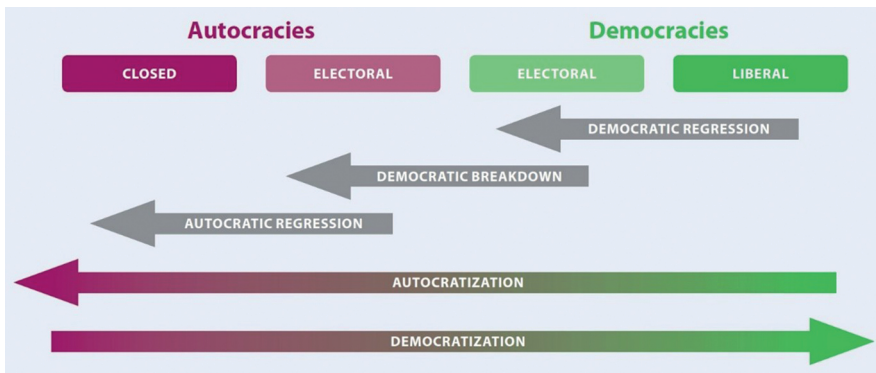 Autocracies Democracies
CLOSED ELECTORAL ELECTORAL LIBERAL
DEMOCRATIC REGRESSION
DEMOCRATIC BREAKDOWN
AUTOCRATIC REGRESSION
AUTOCRATIZATION
DEMOCRATIZATION